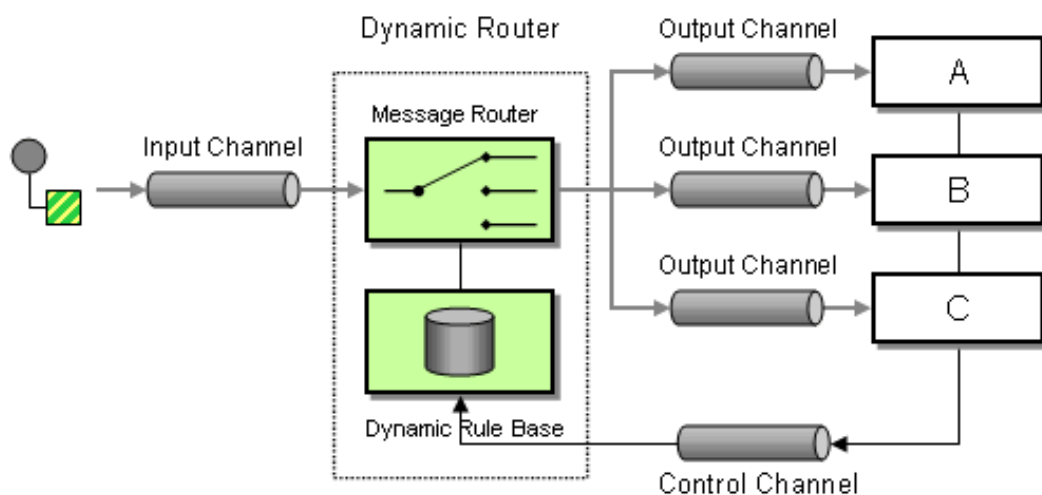 Dynamic Router
Output Channel
A
Message Router
Input Channel
Output Channel
B
Output Channel
C
Dynamic Rule Base
Control Channel